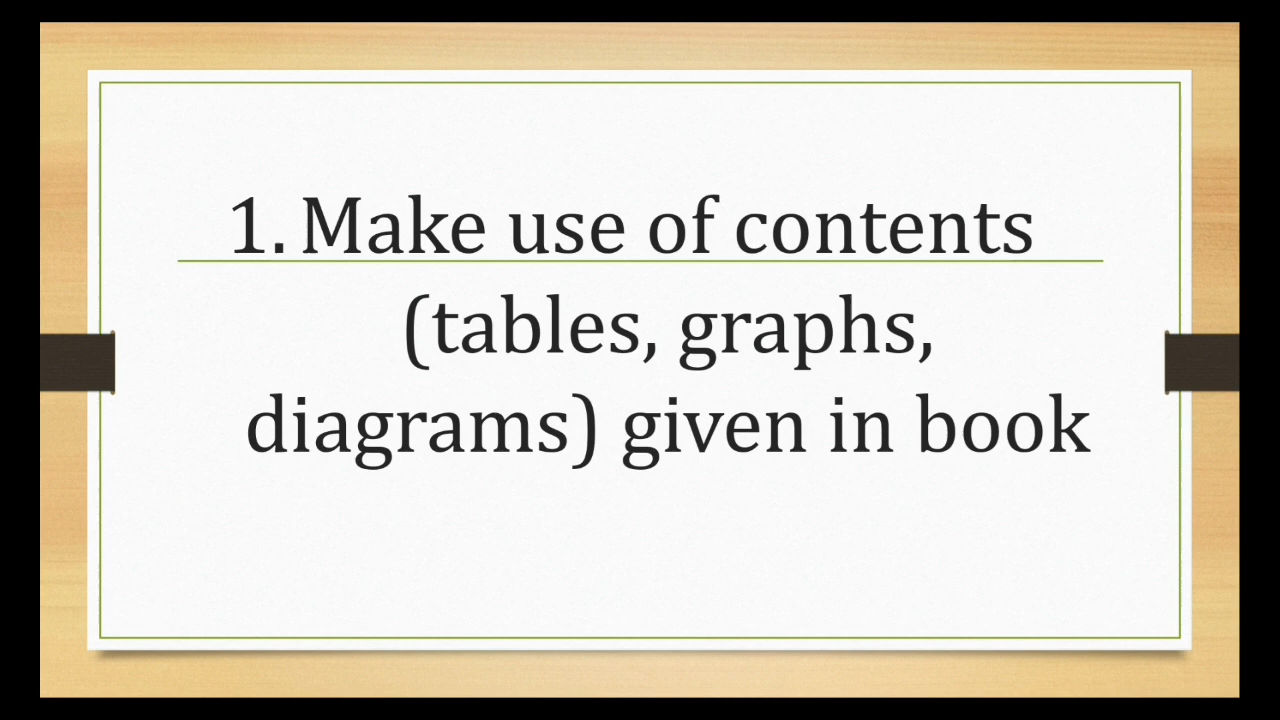 1. Make use of contents
(tables, graphs,
diagrams) given in book